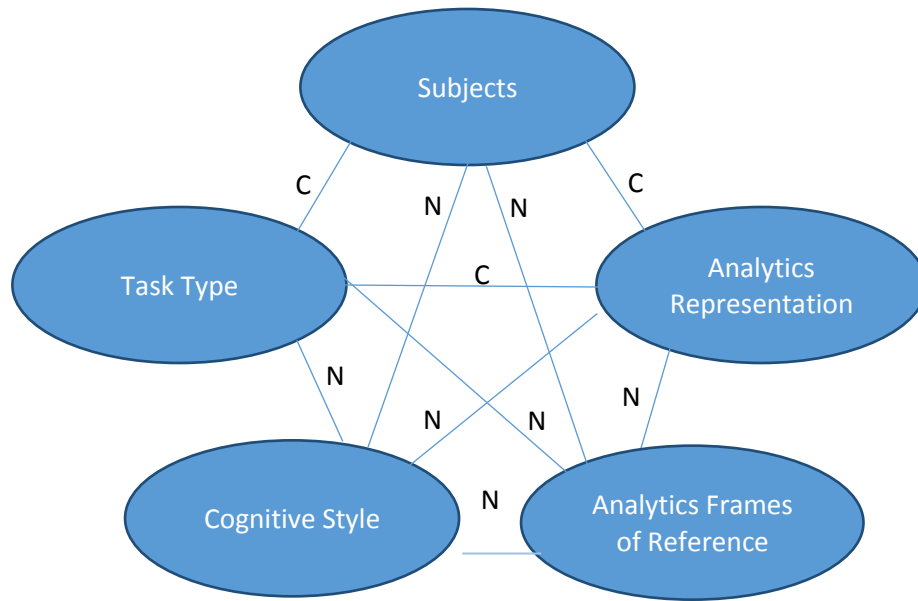 Subjects
C
C
N
N
Task Type
C
Analytics
Representation
N
N
N
N
Cognitive Style
N
Analytics Frames
of Reference